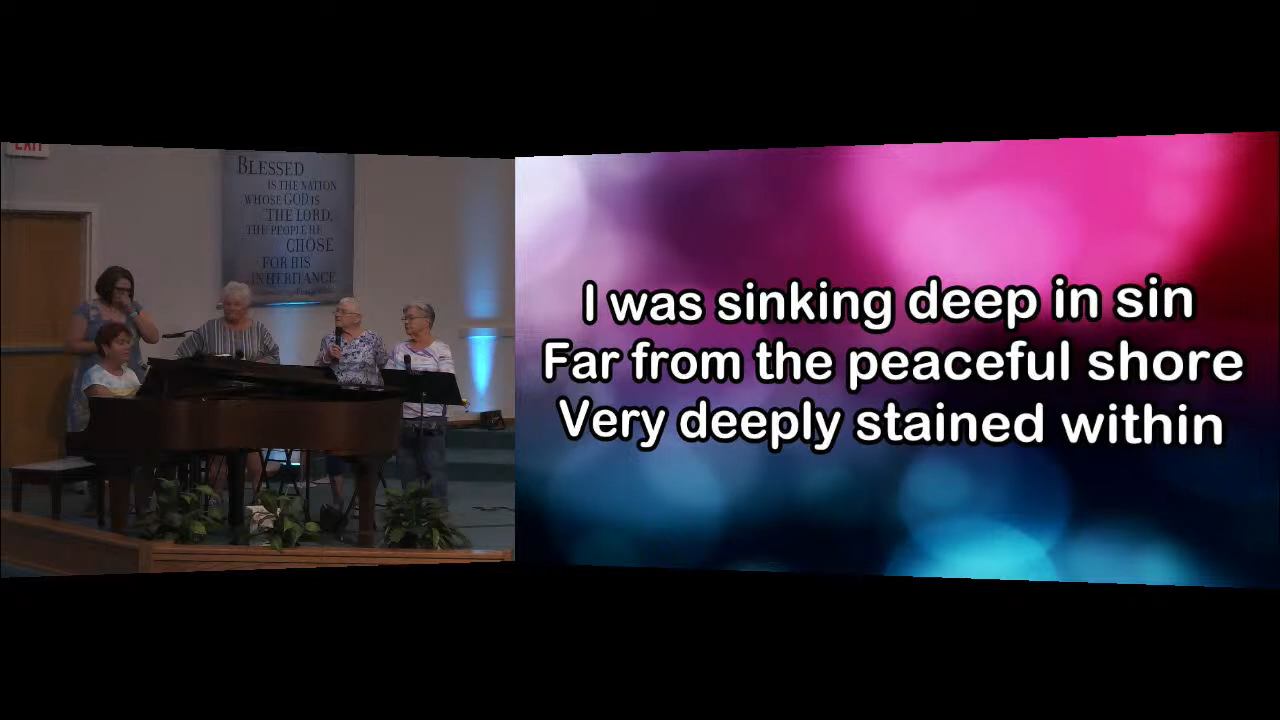 EXIT
BLESSED
IS THE NATION
WHOSE GOD IS
THE LORD,
THE PEOPLE HE
CHOSE
FOR HIS
INHERITANCE
I was sinking deep in sin
Far from the peaceful shore
Very deeply stained within